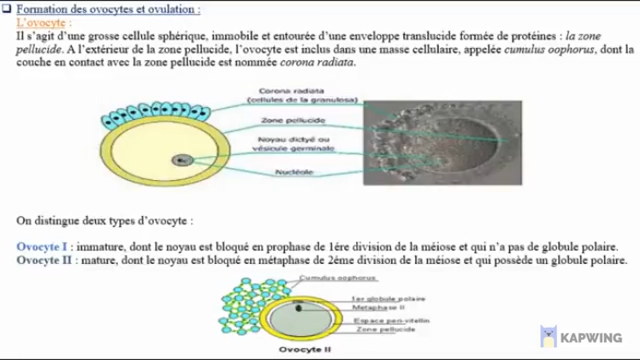 Formation des ovocytes et ovulation :
L'ovocyte :
Il s'agit d'une grosse cellule sphérique, immobile et entourée d'une enveloppe translucide formée de protéines : la zone
pellucide. A l'extérieur de la zone pellucide, l'ovocyte est inclus dans une masse cellulaire, appelée cumulus oophorus, dont la
couche en contact avec la zone pellucide est nommée corona radiata.
Corona radiata
(cellules de la granulosa)
Zone pellucide
Noyau dictyé ou
vésicule germinate
Nucléole
On distingue deux types d'ovocyte :
Ovocyte I : immature, dont le noyau est bloqué en prophase de 1ére division de la méiose et qui n'a pas de globule polaire.
Ovocyte II : mature, dont le noyau est bloqué en métaphase de 2ème division de la méiose et qui possède un globule polaire.
Cumulus oophorus
1er globule polaire
Metaphase II
Espace peri-vitellin
Zone pellucide
Ovocyte II
KAPWING